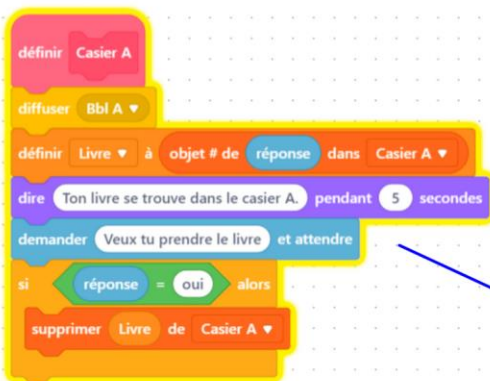 définir Casier A
diffuser Bbl A ▼
définir Livre ▼ à objet # de réponse dans Casier A ▼
dire Ton livre se trouve dans le casier A. pendant 5 secondes
demander Veux tu prendre le livre et attendre
si réponse = oui alors
supprimer Livre de Casier A ▼